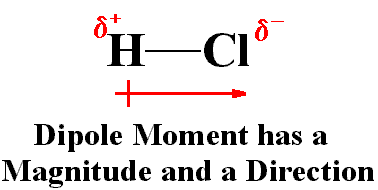 δ+ H—Cl δ−
Dipole Moment has a
Magnitude and a Direction